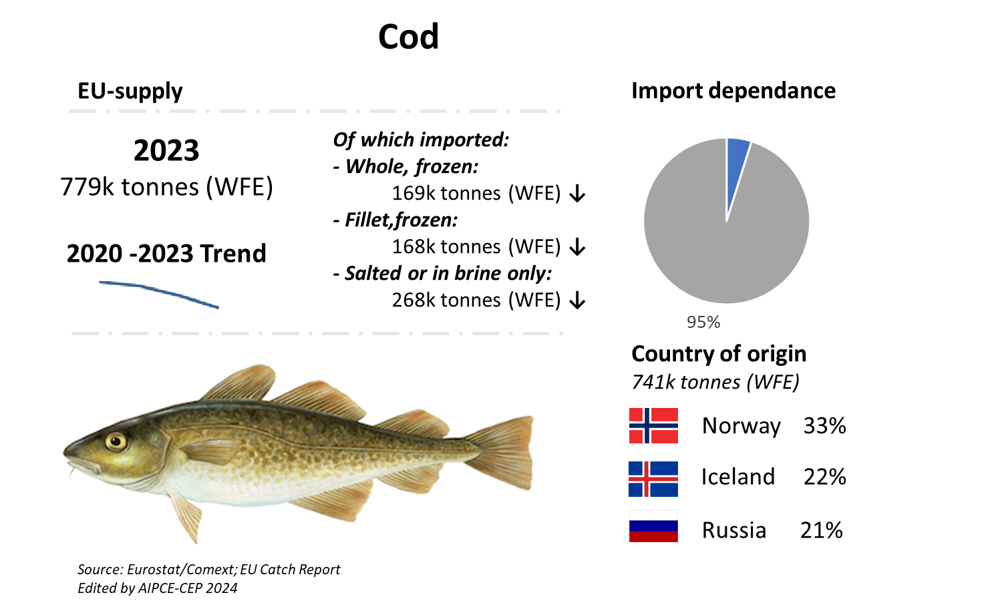 Cod
EU-supply
2023
779k tonnes (WFE)
2020 -2023 Trend
Of which imported:
- Whole, frozen:
169k tonnes (WFE) ↓
- Fillet,frozen:
168k tonnes (WFE) ↓
- Salted or in brine only:
268k tonnes (WFE) ↓
Import dependance
95%
Country of origin
741k tonnes (WFE)
Norway 33%
Iceland 22%
Russia 21%
Source: Eurostat/Comext; EU Catch Report
Edited by AIPCE-CEP 2024